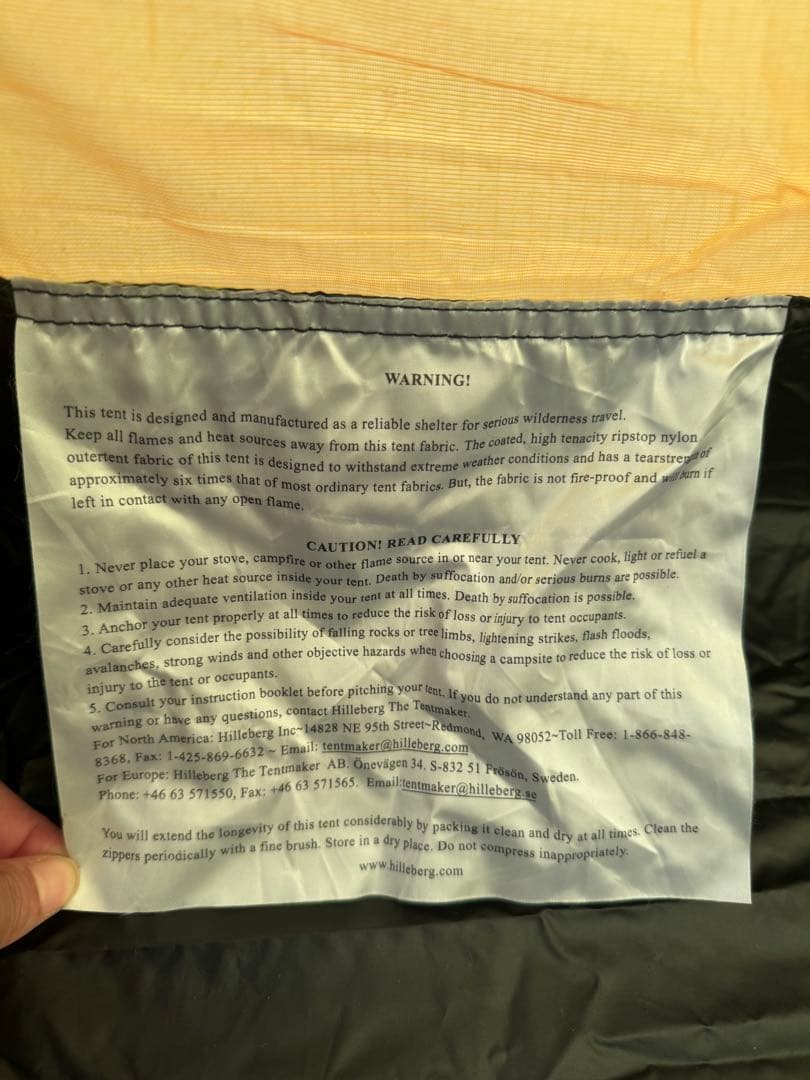 WARNING!
This tent is designed and manufactured as a reliable shelter for serious wilderness travel.
Keep all flames and heat sources away from this tent fabric. The coated, high tenacity ripstop nylon
outertent fabric of this tent is designed to withstand extreme weather conditions and has a of
approximately six times that of most ordinary tent fabrics. But, the fabric is not fire-proof and will burn if
left in contact with any open flame.
CAUTION! READ CAREFULLY
1. Never place your stove, campfire or other flame source in or near your tent. Never cook, light or refuel a
stove or any other heat source inside your tent. Death by suffocation and/or serious burns are possible.
2. Maintain adequate ventilation inside your tent at all times. Death by suffocation is possible.
3. Anchor your tent properly at all times to reduce the risk of loss or injury to tent occupants.
4. Carefully consider the possibility of falling rocks or tree limbs, lightening strikes, flash floods,
avalanches, strong winds and other objective hazards when choosing a campsite to reduce the risk of loss or
injury to the tent or occupants.
5. Consult your instruction booklet before pitching your tent. If you do not understand any part of this
warning or have any questions, contact Hilleberg The Tentmaker.
For North America: Hilleberg Inc~14828 NE 95th Street~Redmond, WA 98052~Toll Free: 1-866-848-
8368, Fax: 1-425-869-6632 ~ Email: tentmaker@hilleberg.com
For Europe: Hilleberg The Tentmaker AB. Önevägen 34, S-832 51 Frösön, Sweden.
Phone: +46 63 571550, Fax: +46 63 571565. Email:tentmaker@hilleberg.se
You will extend the longevity of this tent considerably by packing it clean and dry at all times. Clean the
zippers periodically with a fine brush. Store in a dry place. Do not compress inappropriately.
www.hilleberg.com